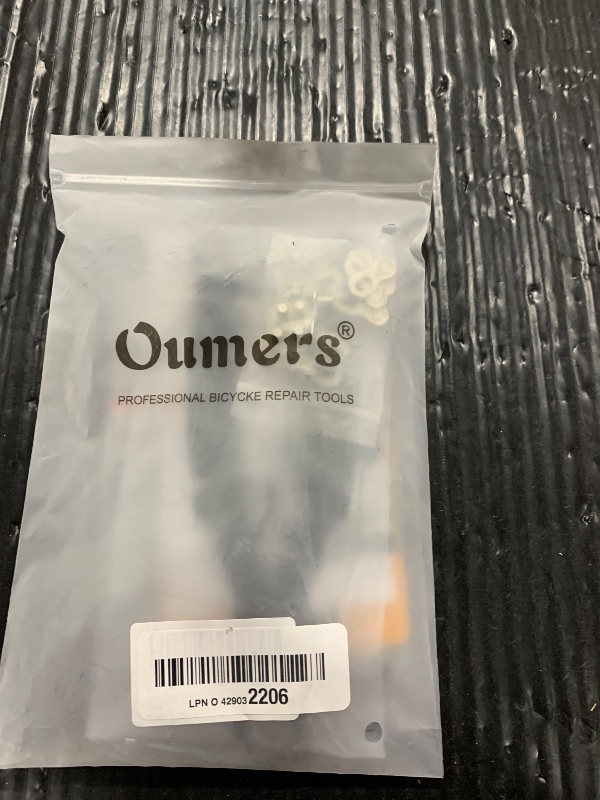 Oumers®
PROFESSIONAL BICYCKE REPAIR TOOLS
LPN O 429032206